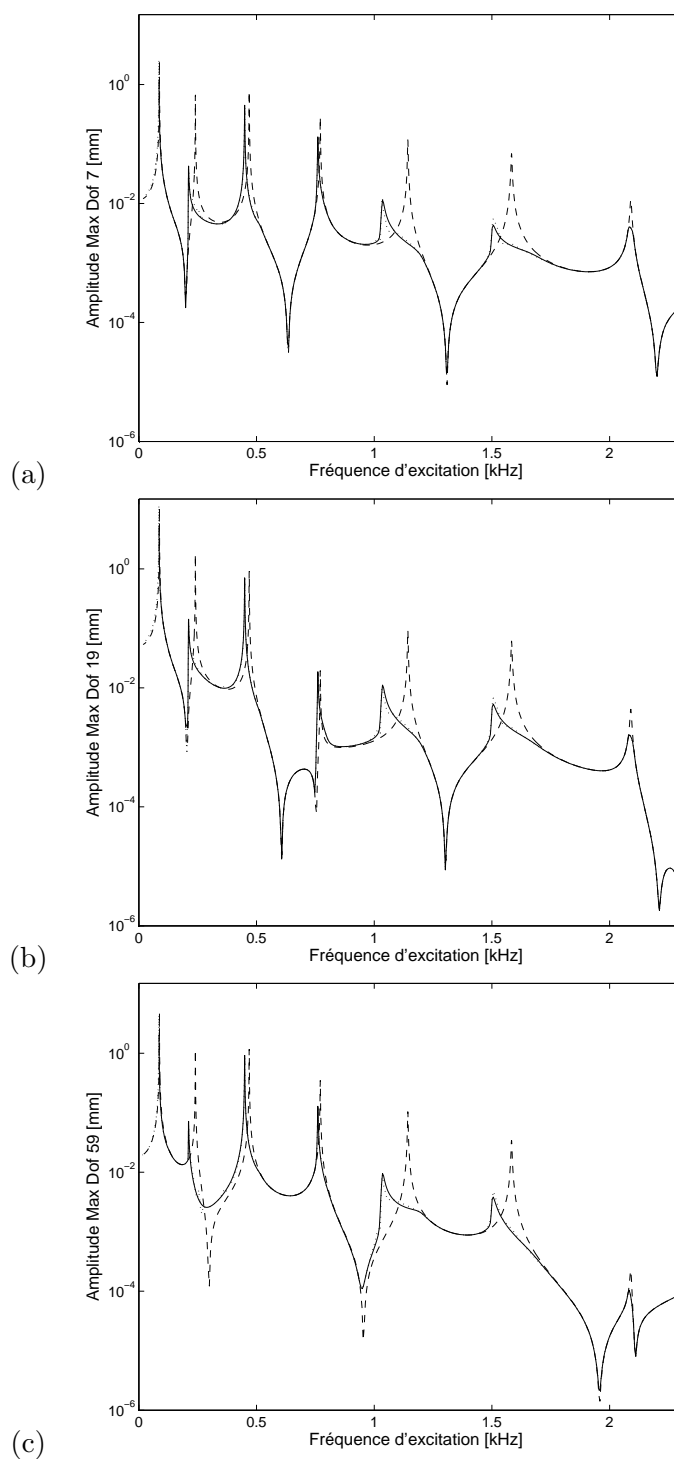 10^0
10^-2
10^-4
10^-6
Amplitude Max Dof 7 [mm]
0 0.5 1 1.5 2
Fréquence d'excitation [kHz]
(a)
10^0
10^-2
10^-4
10^-6
Amplitude Max Dof 19 [mm]
0 0.5 1 1.5 2
Fréquence d'excitation [kHz]
(b)
10^0
10^-2
10^-4
10^-6
Amplitude Max Dof 59 [mm]
0 0.5 1 1.5 2
Fréquence d'excitation [kHz]
(c)